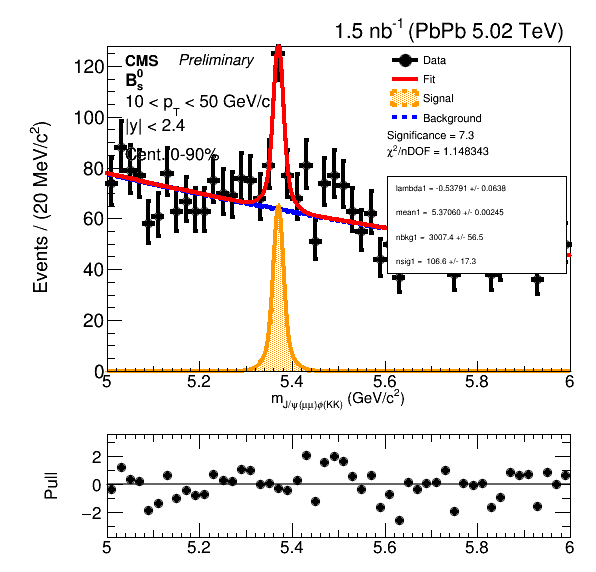 1.5 nb⁻¹ (PbPb 5.02 TeV)
CMS Preliminary
B⁰ₛ
10 < p_T < 50 GeV/c
|y| < 2.4
Cent. 0-90%
Data
Fit
Signal
Background
Significance = 7.3
χ²/nDOF = 1.148343
lambda1 = -0.53791 +/- 0.0638
mean1 = 5.37060 +/- 0.00245
nbkg1 = 3007.4 +/- 56.5
nsig1 = 106.6 +/- 17.3
Events / (20 MeV/c²)
120
100
80
60
40
20
0
5 5.2 5.4 5.6 5.8 6
m_J/ψ(μμ)φ(KK) (GeV/c²)
Pull
2
0
−2
5 5.2 5.4 5.6 5.8 6